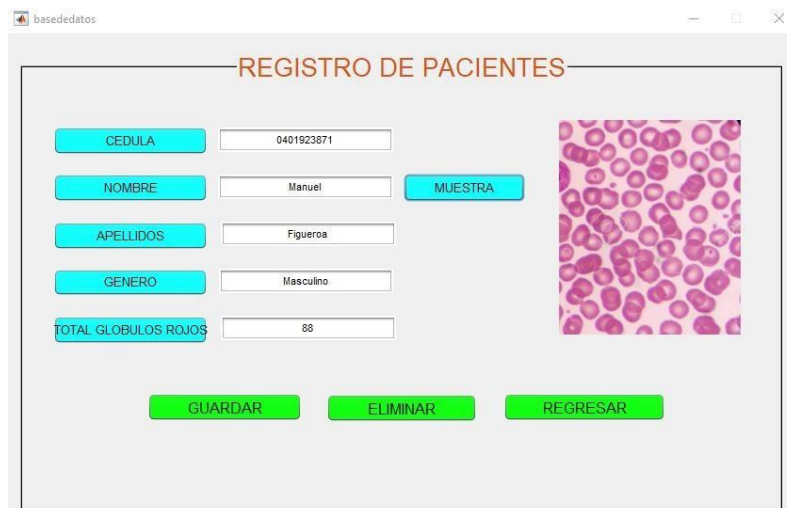 basededatos
REGISTRO DE PACIENTES
CEDULA 0401923871
NOMBRE Manuel MUESTRA
APELLIDOS Figueroa
GENERO Masculino
TOTAL GLOBULOS ROJOS 88
GUARDAR ELIMINAR REGRESAR